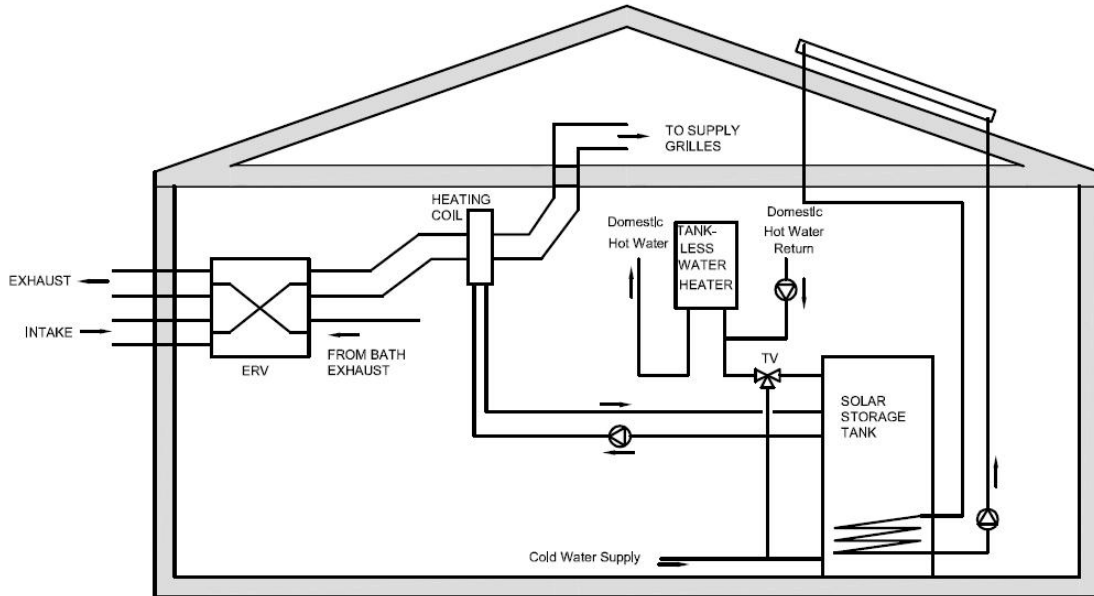 TO SUPPLY
GRILLES
HEATING
COIL
Domestic
Hot Water
TANK-
LESS
WATER
HEATER
Domestic
Hot Water
Return
EXHAUST
INTAKE
ERV
FROM BATH
EXHAUST
TV
SOLAR
STORAGE
TANK
Cold Water Supply